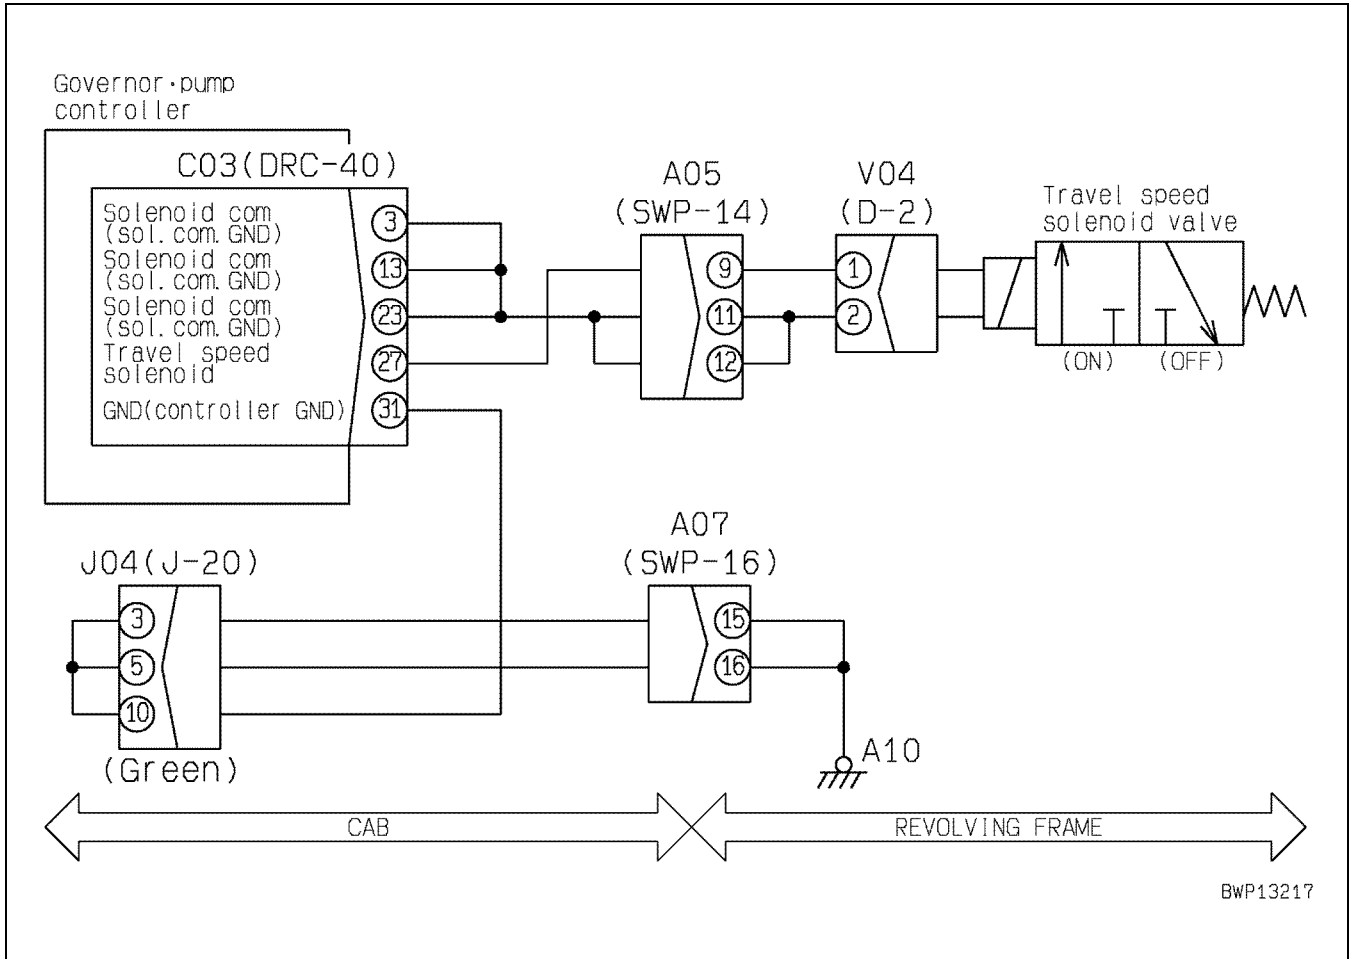 Governor·pump
controller
C03(DRC-40)
Solenoid com
(sol.com.GND)
3
Solenoid com
(sol.com.GND)
13
Solenoid com
(sol.com.GND)
23
Travel speed
solenoid
27
GND(controller GND)
31
A05
(SWP-14)
9
11
12
V04
(D-2)
1
2
Travel speed
solenoid valve
(ON)
(OFF)
J04(J-20)
3
5
10
(Green)
A07
(SWP-16)
15
16
A10
CAB
REVOLVING FRAME
BWP13217